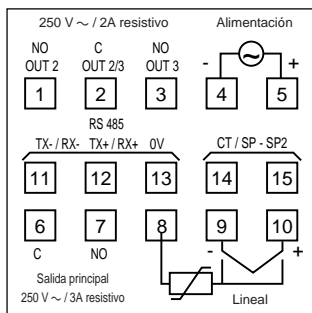 250 V ~ / 2A resistivo
Alimentación
NO
OUT 2
C
OUT 2/3
NO
OUT 3
- ~ +
1 2 3 4 5
RS 485
TX- / RX- TX+ / RX+ 0V
CT / SP - SP2
11 12 13 14 15
6 7 8 9 10
C NO
- +
Salida principal
250 V ~ / 3A resistivo
Lineal